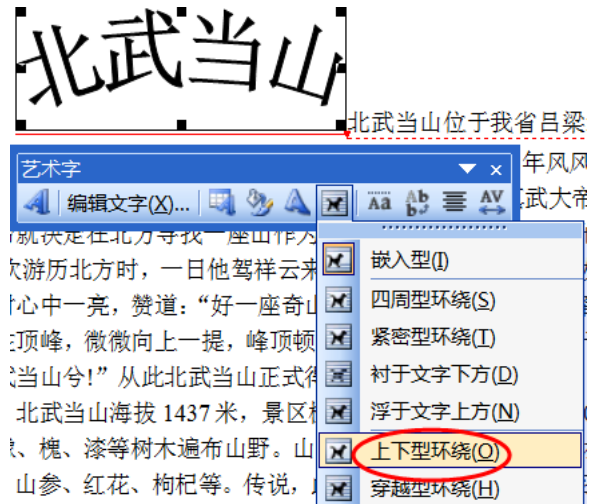 北武当山
北武当山位于我省吕梁
艺术字
年风风
编辑文字(X)...
Aa
Ab
AV
武大帝
就决定在北方寻找一座山作为
次游历北方时，一日他驾祥云来
嵌入型(I)
心中一亮，赞道：“好一座奇山
四周型环绕(S)
顶峰，微微向上一提，峰顶顿
紧密型环绕(T)
当山兮!”从此北武当山正式得
衬于文字下方(D)
北武当山海拔 1437 米，景区
浮于文字上方(N)
、槐、漆等树木遍布山野。山
上下型环绕(O)
山参、红花、枸杞等。传说，
穿越型环绕(H)